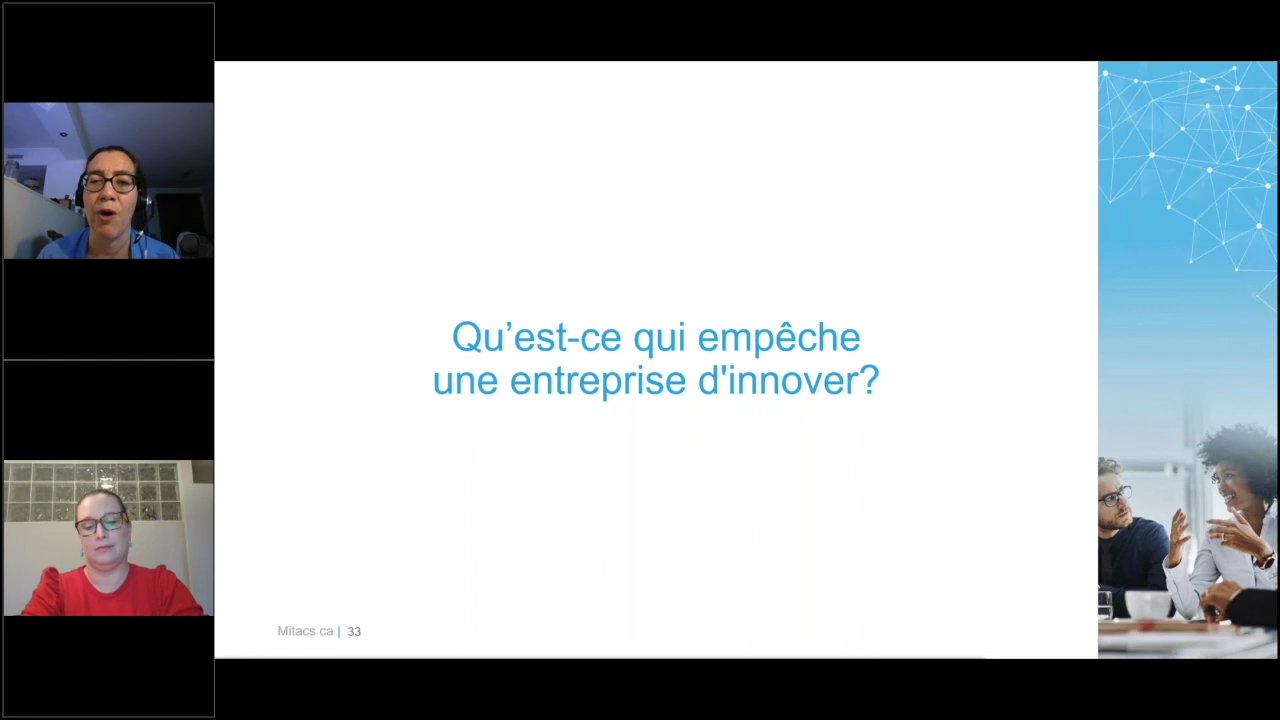 Qu’est-ce qui empêche
une entreprise d'innover?
Mitacs.ca | 33